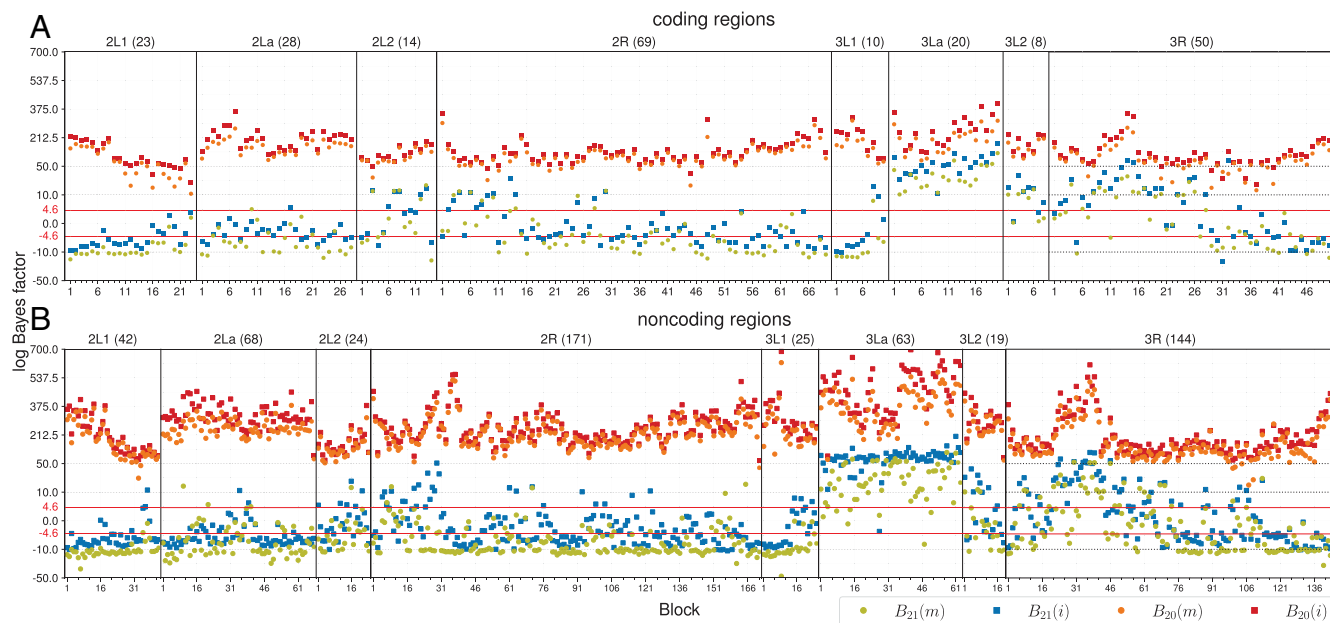 A
coding regions
2L1 (23) 2La (28) 2L2 (14) 2R (69) 3L1 (10) 3La (20) 3L2 (8) 3R (50)
700.0
537.5
375.0
212.5
50.0
10.0
4.6
0.0
-4.6
-10.0
-50.0
1 6 11 16 21 1 6 11 16 21 26 1 6 11 1 6 11 16 21 26 31 36 41 46 51 56 61 66 1 6 1 6 11 16 1 6 1 6 11 16 21 26 31 36 41 46
log Bayes factor
B
noncoding regions
2L1 (42) 2La (68) 2L2 (24) 2R (171) 3L1 (25) 3La (63) 3L2 (19) 3R (144)
700.0
537.5
375.0
212.5
50.0
10.0
4.6
0.0
-4.6
-10.0
-50.0
1 16 31 1 16 31 46 61 1 16 1 16 31 46 61 76 91 106 121 136 151 166 1 16 1 16 31 46 61 1 16 1 16 31 46 61 76 91 106 121 136
Block
B21(m) B21(i) B20(m) B20(i)